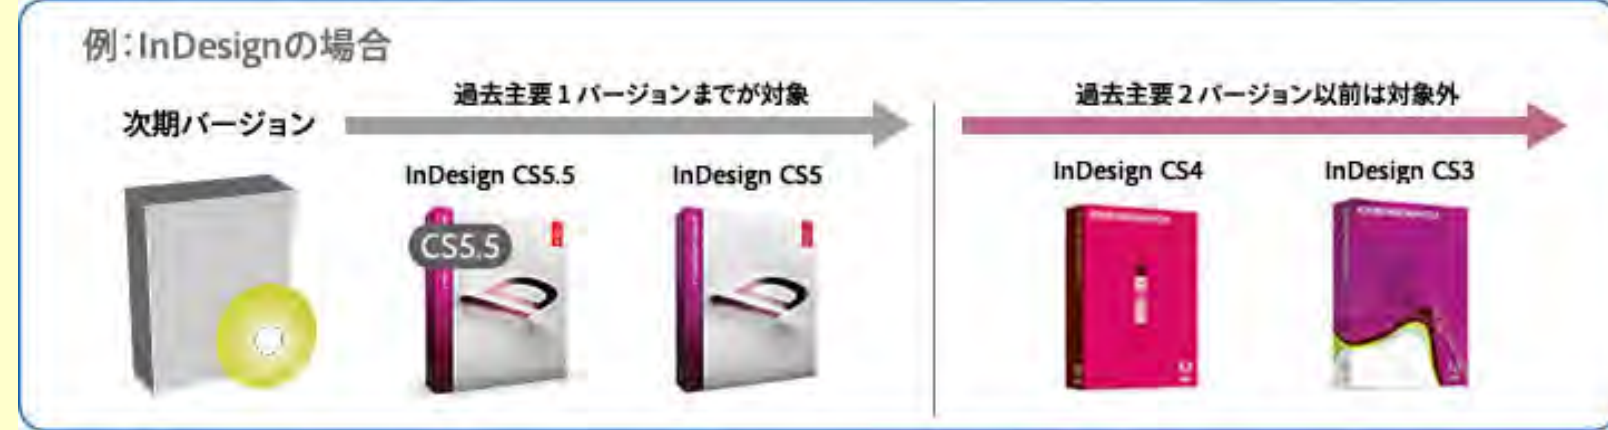 例：InDesignの場合
過去主要1バージョンまでが対象
過去主要2バージョン以前は対象外
次期バージョン
InDesign CS5.5
InDesign CS5
InDesign CS4
InDesign CS3
CS5.5